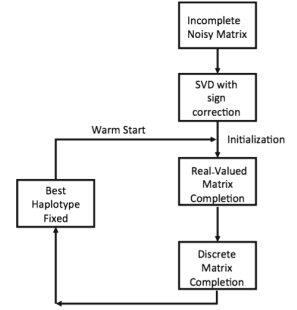 Incomplete
Noisy Matrix
SVD with
sign
correction
Warm Start
Initialization
Real-Valued
Matrix
Completion
Best
Haplotype
Fixed
Discrete
Matrix
Completion